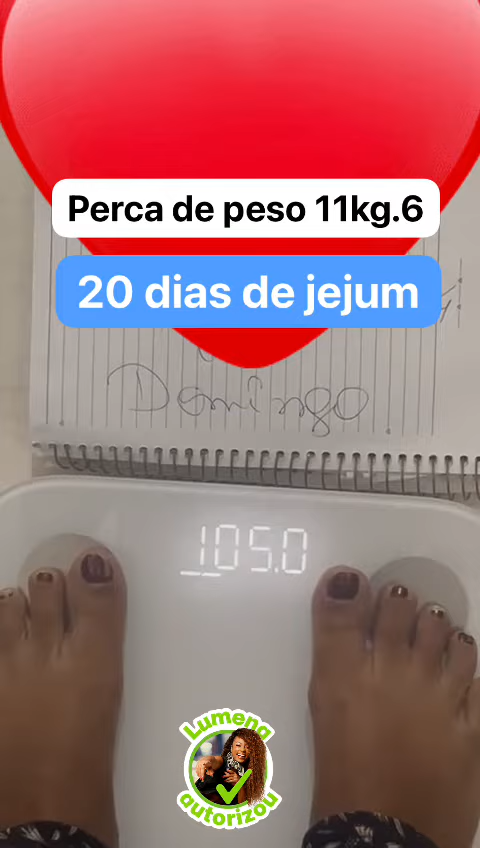 Perca de peso 11kg.6
20 dias de jejum
Domingo
105.0
Lumena
autorizou